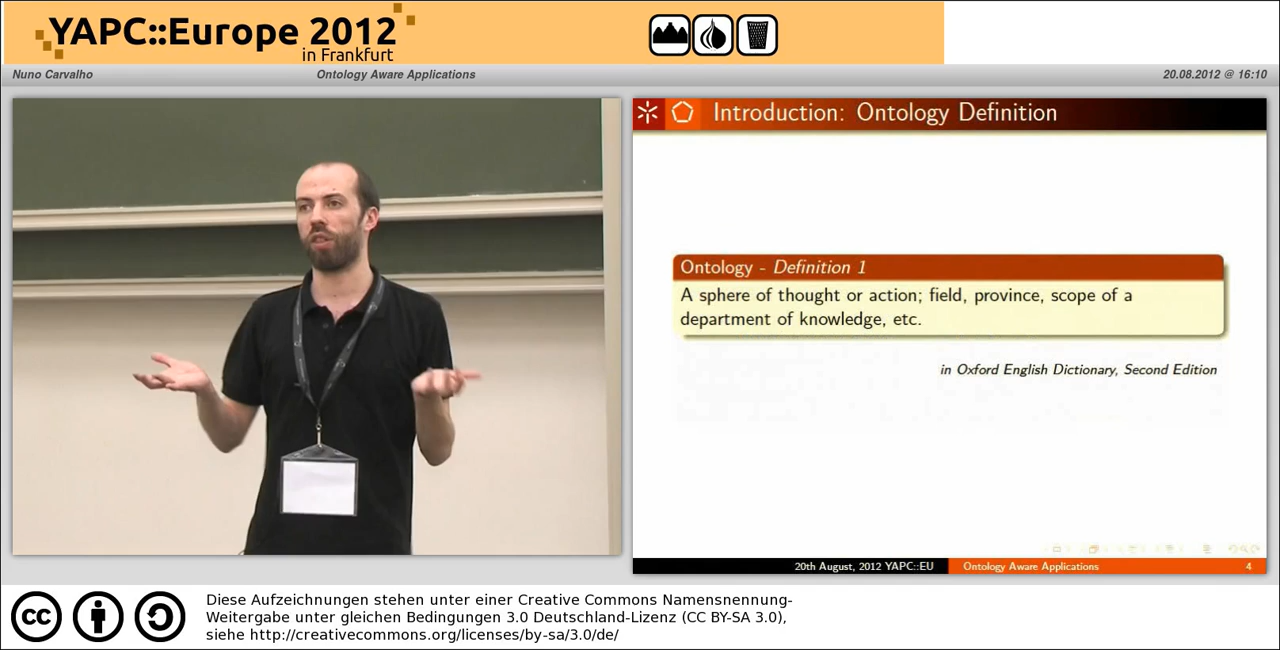 YAPC::Europe 2012
in Frankfurt
Nuno Carvalho
Ontology Aware Applications
20.08.2012 @ 16:10
Introduction: Ontology Definition
Ontology - Definition 1
A sphere of thought or action; field, province, scope of a
department of knowledge, etc.
in Oxford English Dictionary, Second Edition
20th August, 2012 YAPC::EU
Ontology Aware Applications
4
cc
Diese Aufzeichnungen stehen unter einer Creative Commons Namensnennung-
Weitergabe unter gleichen Bedingungen 3.0 Deutschland-Lizenz (CC BY-SA 3.0),
siehe http://creativecommons.org/licenses/by-sa/3.0/de/